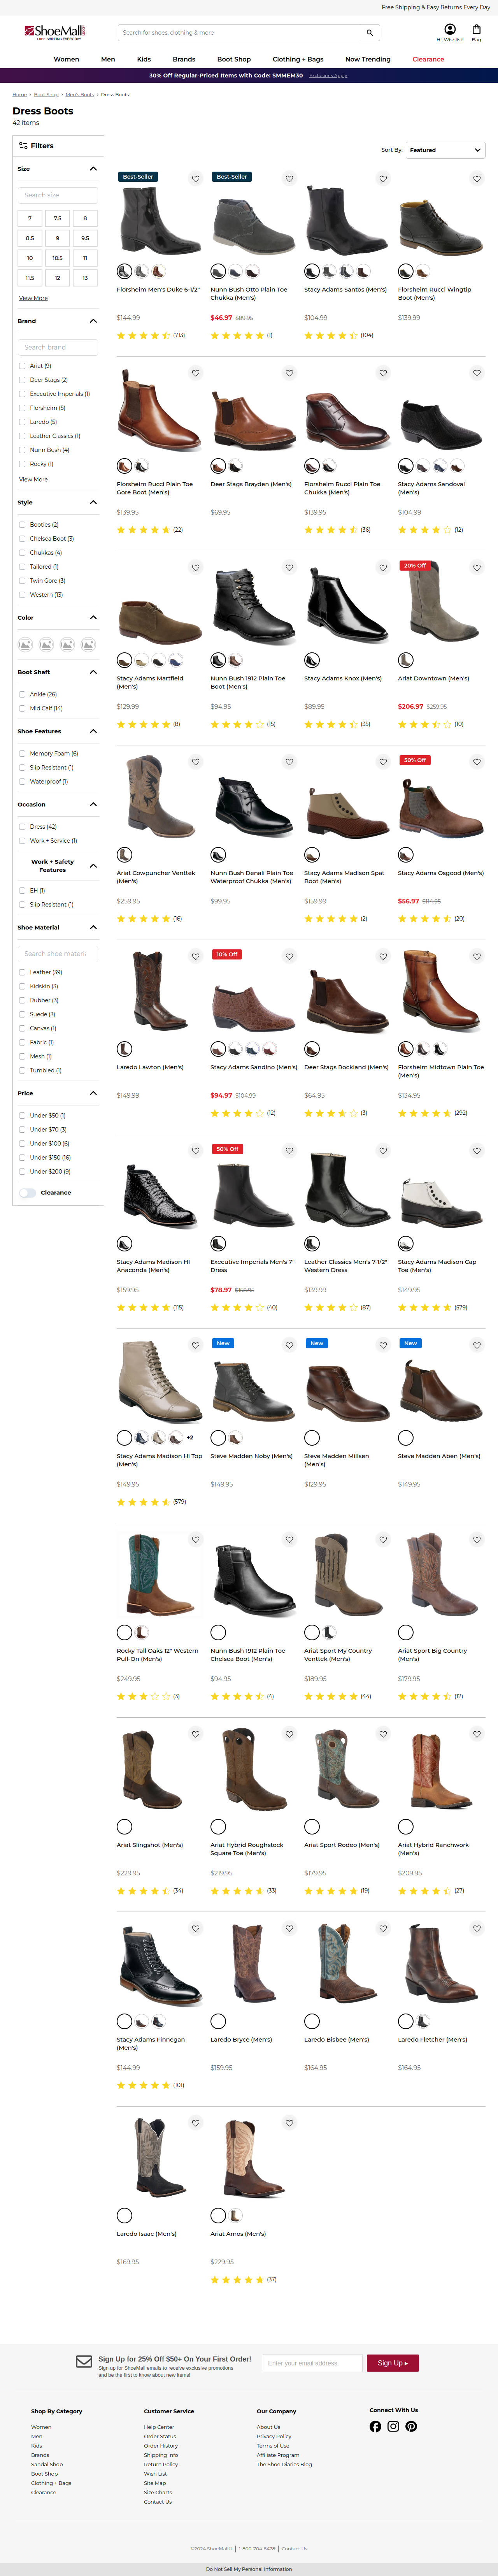 Free Shipping & Easy Returns Every Day
ShoeMall
FREE SHIPPING EVERY DAY
Search for shoes, clothing & more
Hi, Wishlist!
Bag
Women Men Kids Brands Boot Shop Clothing + Bags Now Trending Clearance
30% Off Regular-Priced Items with Code: SMMEM30 Exclusions Apply
Home > Boot Shop > Men's Boots > Dress Boots
Dress Boots
42 items
Filters
Size
Search size
7 7.5 8
8.5 9 9.5
10 10.5 11
11.5 12 13
View More
Brand
Search brand
Ariat (9)
Deer Stags (2)
Executive Imperials (1)
Florsheim (5)
Laredo (5)
Leather Classics (1)
Nunn Bush (4)
Rocky (1)
View More
Style
Booties (2)
Chelsea Boot (3)
Chukkas (4)
Tailored (1)
Twin Gore (3)
Western (13)
Color
Boot Shaft
Ankle (26)
Mid Calf (14)
Shoe Features
Memory Foam (6)
Slip Resistant (1)
Waterproof (1)
Occasion
Dress (42)
Work + Service (1)
Work + Safety
Features
EH (1)
Slip Resistant (1)
Shoe Material
Search shoe materi
Leather (39)
Kidskin (3)
Rubber (3)
Suede (3)
Canvas (1)
Fabric (1)
Mesh (1)
Tumbled (1)
Price
Under $50 (1)
Under $70 (3)
Under $100 (6)
Under $150 (16)
Under $200 (9)
Clearance
Sort By: Featured
Best-Seller
Florsheim Men's Duke 6-1/2"
$144.99
(713)
Best-Seller
Nunn Bush Otto Plain Toe
Chukka (Men's)
$46.97 $89.95
(1)
Stacy Adams Santos (Men's)
$104.99
(104)
Florsheim Rucci Wingtip
Boot (Men's)
$139.99
Florsheim Rucci Plain Toe
Gore Boot (Men's)
$139.95
(22)
Deer Stags Brayden (Men's)
$69.95
Florsheim Rucci Plain Toe
Chukka (Men's)
$139.95
(36)
Stacy Adams Sandoval
(Men's)
$104.99
(12)
Stacy Adams Martfield
(Men's)
$129.99
(8)
Nunn Bush 1912 Plain Toe
Boot (Men's)
$94.95
(15)
Stacy Adams Knox (Men's)
$89.95
(35)
20% Off
Ariat Downtown (Men's)
$206.97 $259.95
(10)
Ariat Cowpuncher Venttek
(Men's)
$259.95
(16)
Nunn Bush Denali Plain Toe
Waterproof Chukka (Men's)
$99.95
Stacy Adams Madison Spat
Boot (Men's)
$159.99
(2)
50% Off
Stacy Adams Osgood (Men's)
$56.97 $114.95
(20)
Laredo Lawton (Men's)
$149.99
10% Off
Stacy Adams Sandino (Men's)
$94.97 $104.99
(12)
Deer Stags Rockland (Men's)
$64.95
(3)
Florsheim Midtown Plain Toe
(Men's)
$134.95
(292)
Stacy Adams Madison HI
Anaconda (Men's)
$159.95
(115)
50% Off
Executive Imperials Men's 7"
Dress
$78.97 $158.95
(40)
Leather Classics Men's 7-1/2"
Western Dress
$139.99
(87)
Stacy Adams Madison Cap
Toe (Men's)
$149.95
(579)
+2
Stacy Adams Madison Hi Top
(Men's)
$149.95
(579)
New
Steve Madden Noby (Men's)
$149.95
New
Steve Madden Millsen
(Men's)
$129.95
New
Steve Madden Aben (Men's)
$149.95
Rocky Tall Oaks 12" Western
Pull-On (Men's)
$249.95
(3)
Nunn Bush 1912 Plain Toe
Chelsea Boot (Men's)
$94.95
(4)
Ariat Sport My Country
Venttek (Men's)
$189.95
(44)
Ariat Sport Big Country
(Men's)
$179.95
(12)
Ariat Slingshot (Men's)
$229.95
(34)
Ariat Hybrid Roughstock
Square Toe (Men's)
$219.95
(33)
Ariat Sport Rodeo (Men's)
$179.95
(19)
Ariat Hybrid Ranchwork
(Men's)
$209.95
(27)
Stacy Adams Finnegan
(Men's)
$144.99
(101)
Laredo Bryce (Men's)
$159.95
Laredo Bisbee (Men's)
$164.95
Laredo Fletcher (Men's)
$164.95
Laredo Isaac (Men's)
$169.95
Ariat Amos (Men's)
$229.95
(37)
Sign Up for 25% Off $50+ On Your First Order!
Sign up for ShoeMall emails to receive exclusive promotions
and be the first to know about new items!
Enter your email address
Sign Up ▸
Shop By Category
Women
Men
Kids
Brands
Sandal Shop
Boot Shop
Clothing + Bags
Clearance
Customer Service
Help Center
Order Status
Order History
Shipping Info
Return Policy
Wish List
Site Map
Size Charts
Contact Us
Our Company
About Us
Privacy Policy
Terms of Use
Affiliate Program
The Shoe Diaries Blog
Connect With Us
©2024 ShoeMall® | 1-800-704-5478 | Contact Us
Do Not Sell My Personal Information